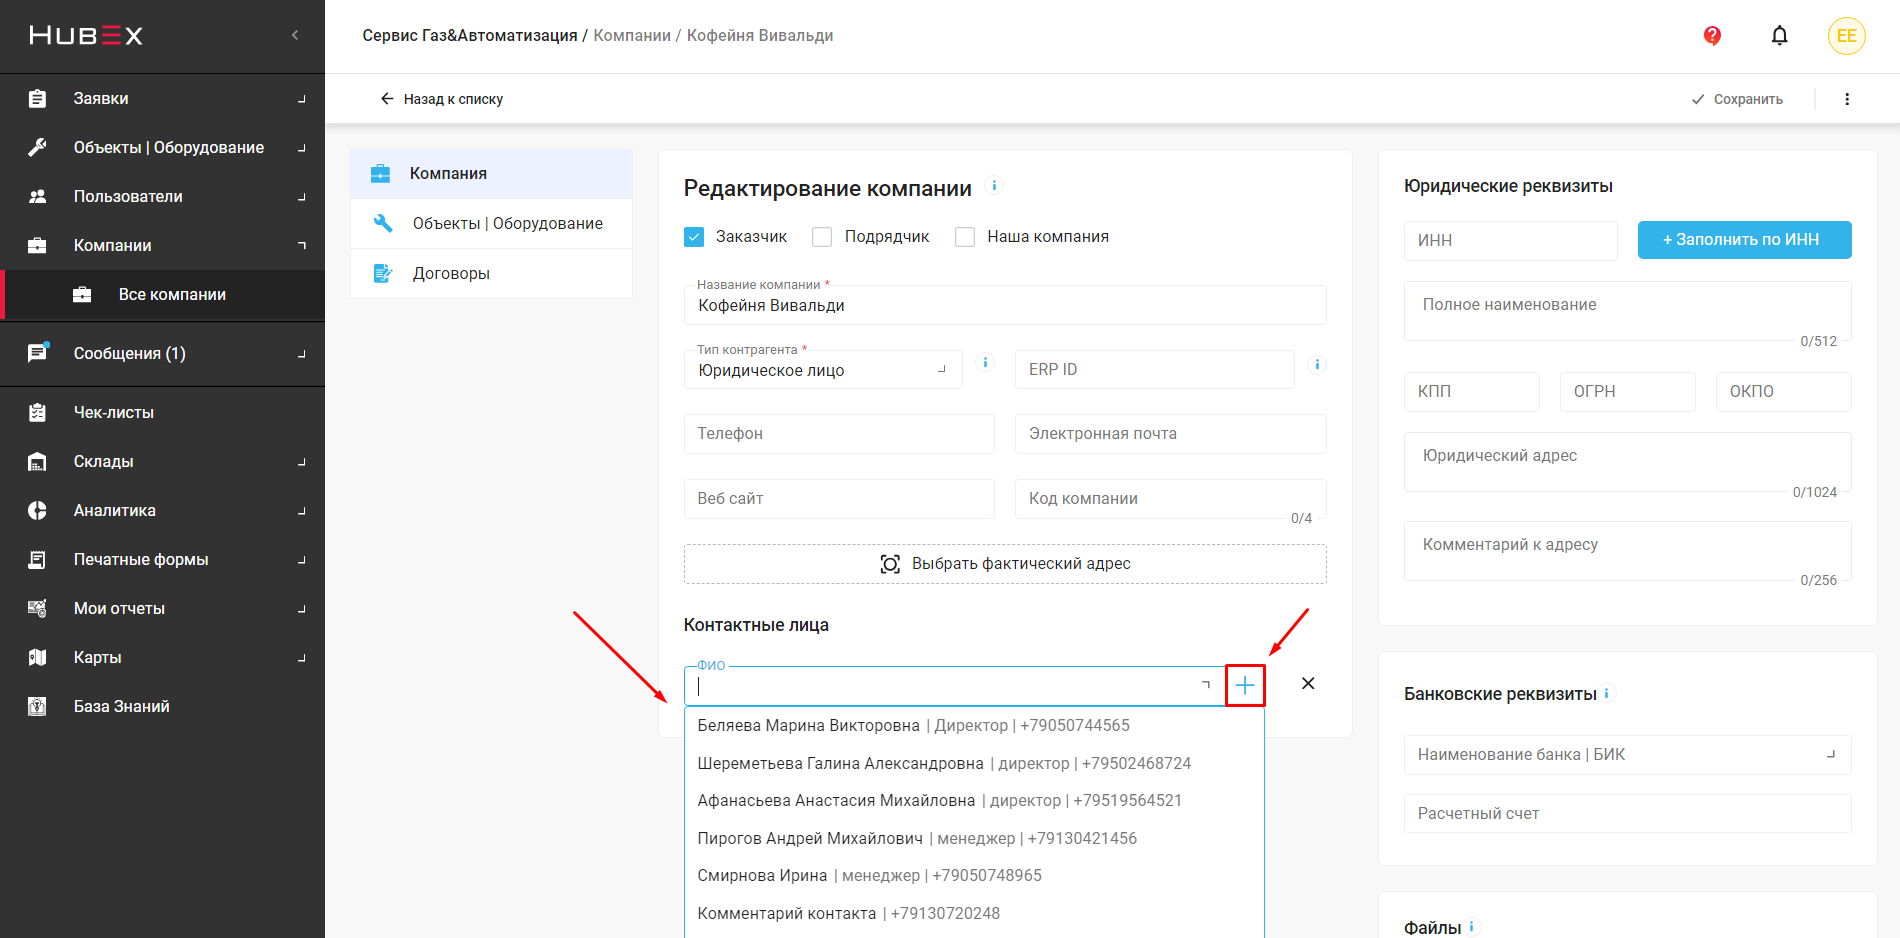 HUBEX
Заявки
Объекты | Оборудование
Пользователи
Компании
Все компании
Сообщения (1)
Чек-листы
Склады
Аналитика
Печатные формы
Мои отчеты
Карты
База Знаний
Сервис Газ&Автоматизация / Компании / Кофейня Вивальди
EE
Назад к списку
Сохранить
Компания
Объекты | Оборудование
Договоры
Редактирование компании
Заказчик
Подрядчик
Наша компания
Название компании *
Кофейня Вивальди
Тип контрагента *
Юридическое лицо
ERP ID
Телефон
Электронная почта
Веб сайт
Код компании
0/4
Выбрать фактический адрес
Контактные лица
ФИО
Беляева Марина Викторовна | Директор | +79050744565
Шереметьева Галина Александровна | директор | +79502468724
Афанасьева Анастасия Михайловна | директор | +79519564521
Пирогов Андрей Михайлович | менеджер | +79130421456
Смирнова Ирина | менеджер | +79050748965
Комментарий контакта | +79130720248
Юридические реквизиты
ИНН
+ Заполнить по ИНН
Полное наименование
0/512
КПП
ОГРН
ОКПО
Юридический адрес
0/1024
Комментарий к адресу
0/256
Банковские реквизиты
Наименование банка | БИК
Расчетный счет
Файлы